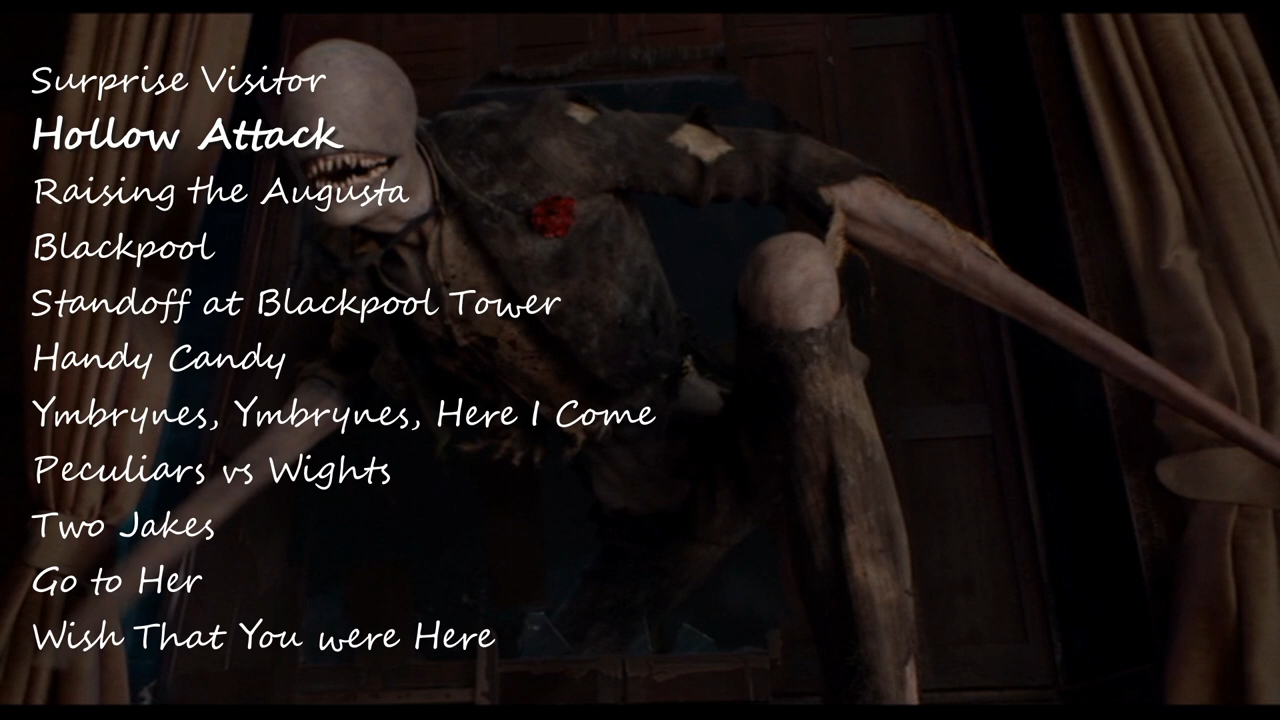 Surprise Visitor
Hollow Attack
Raising the Augusta
Blackpool
Standoff at Blackpool Tower
Handy Candy
Ymbrynes, Ymbrynes, Here I Come
Peculiars vs Wights
Two Jakes
Go to Her
Wish That You were Here